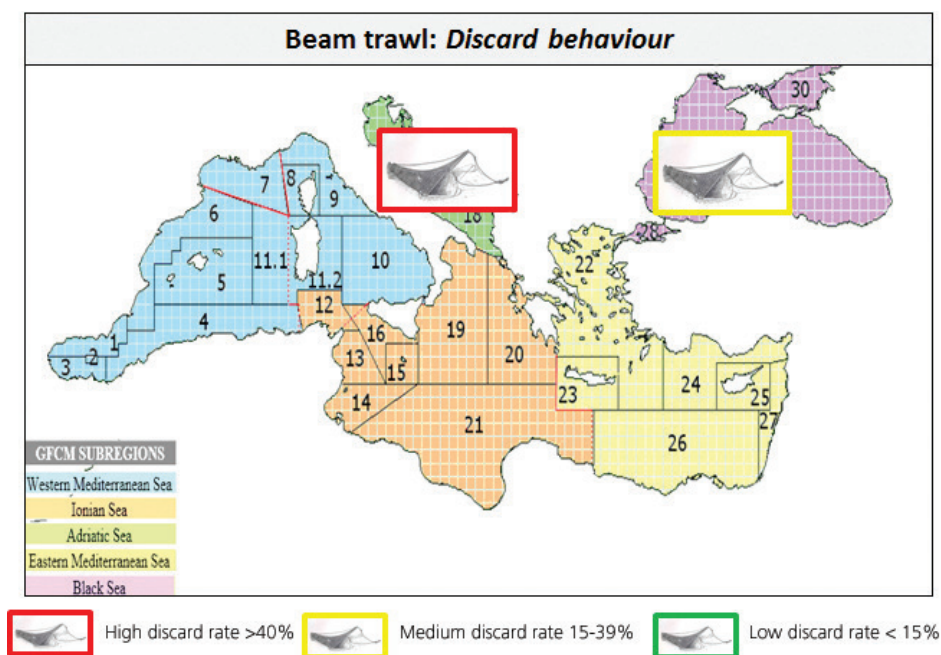 Beam trawl: Discard behaviour
30
7
8
9
6
18
28
22
11.1
5
11.2
10
12
4
1
2
3
16
19
20
13
15
23
24
25
14
21
26
27
GFCM SUBREGIONS
Western Mediterranean Sea
Ionian Sea
Adriatic Sea
Eastern Mediterranean Sea
Black Sea
High discard rate >40%
Medium discard rate 15-39%
Low discard rate < 15%